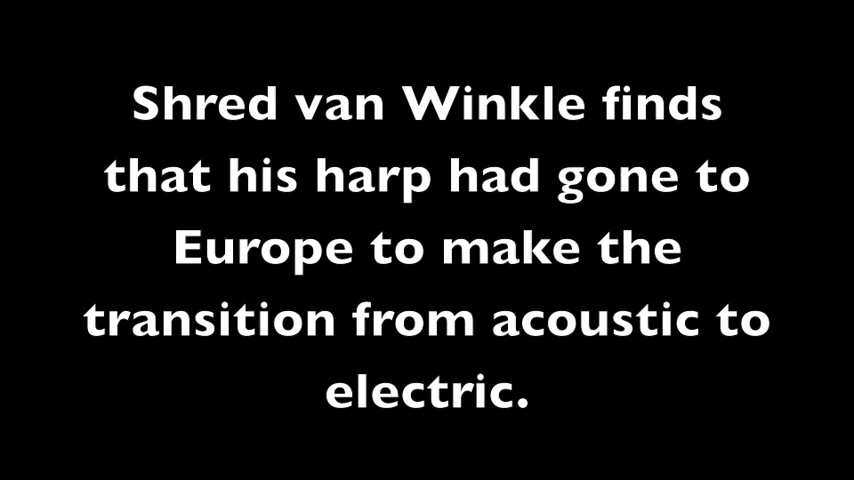 Shred van Winkle finds
that his harp had gone to
Europe to make the
transition from acoustic to
electric.